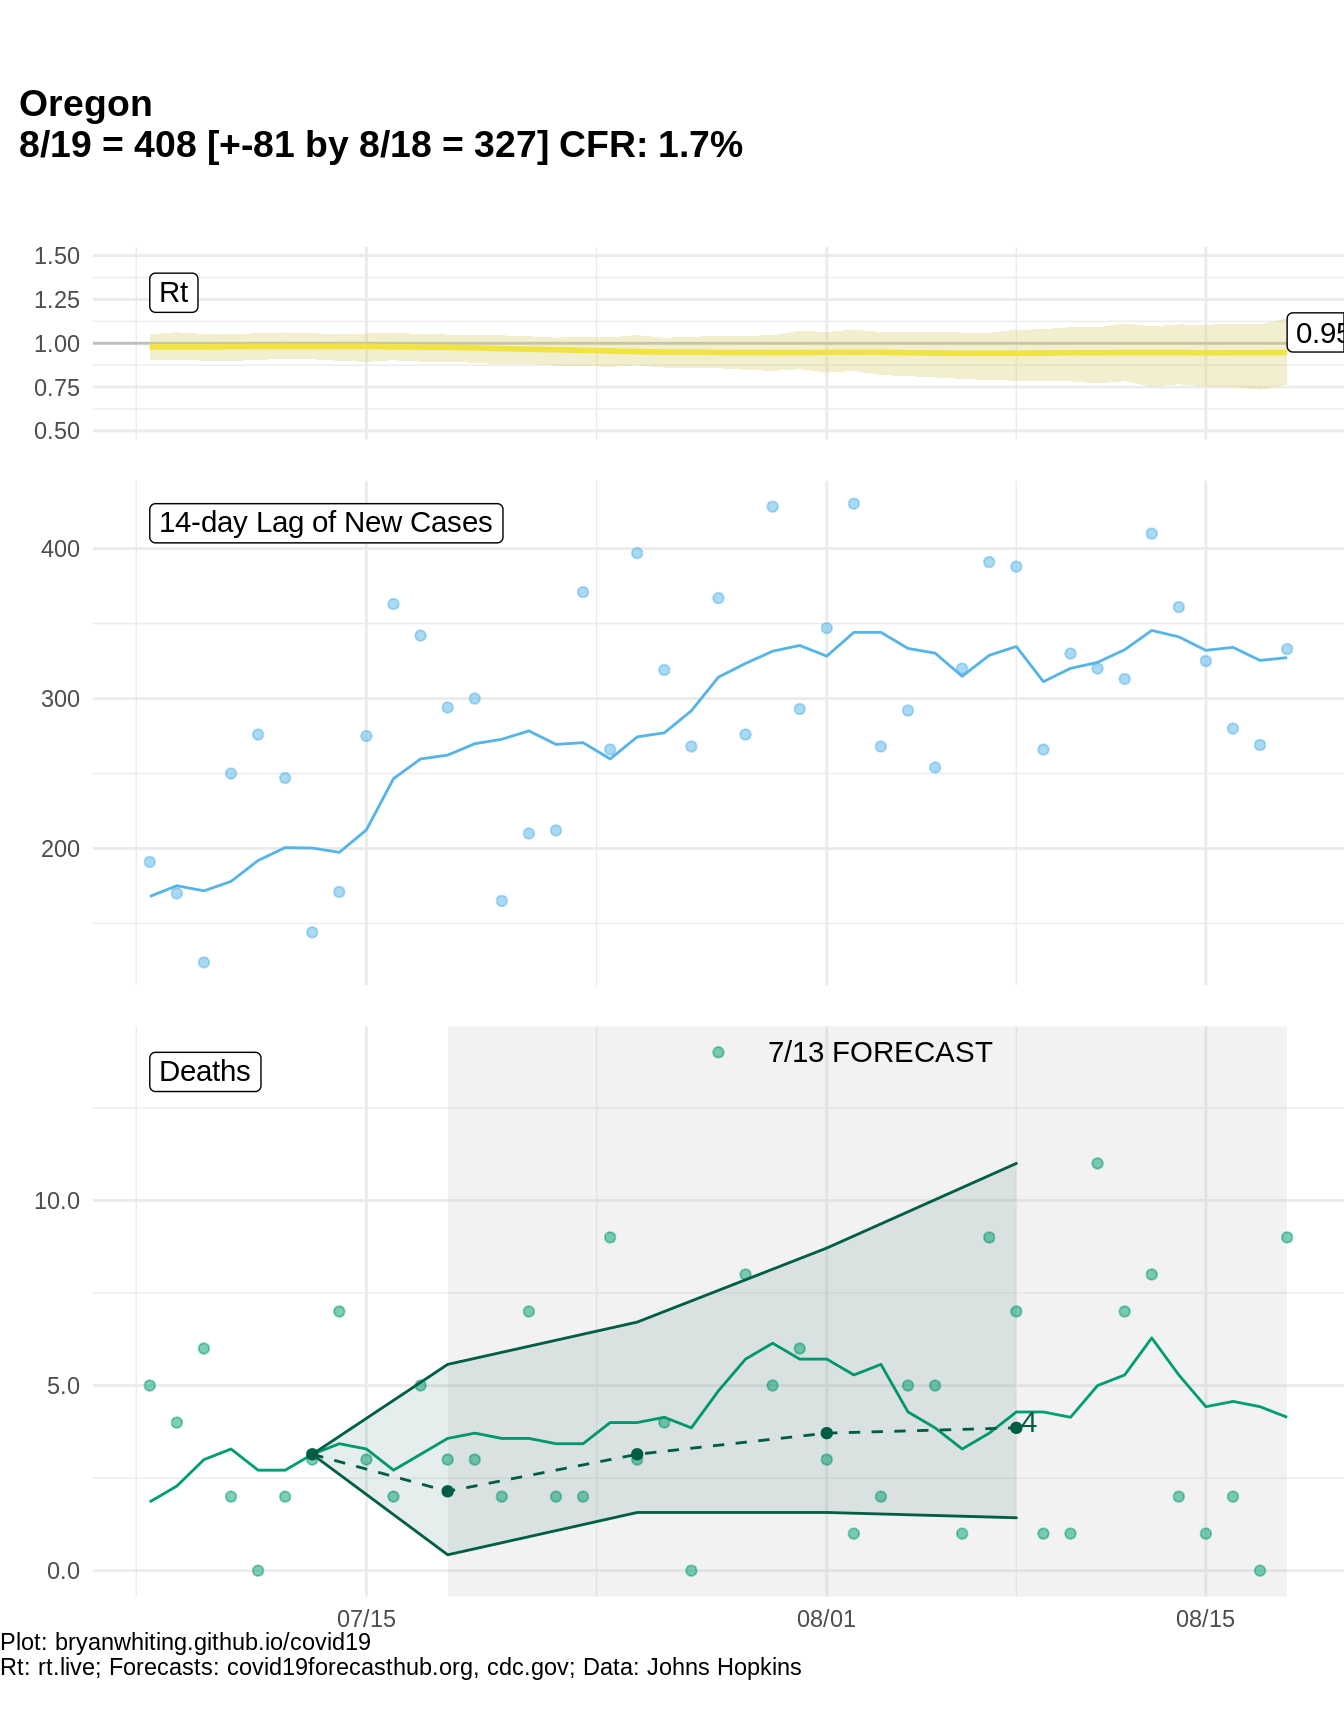 Oregon
8/19 = 408 [+-81 by 8/18 = 327] CFR: 1.7%
1.50
Rt
1.25
1.00
0.95
0.75
0.50
14-day Lag of New Cases
400
300
200
7/13 FORECAST
Deaths
10.0
5.0
4
0.0
07/15 08/01 08/15
Plot: bryanwhiting.github.io/covid19
Rt: rt.live; Forecasts: covid19forecasthub.org, cdc.gov; Data: Johns Hopkins